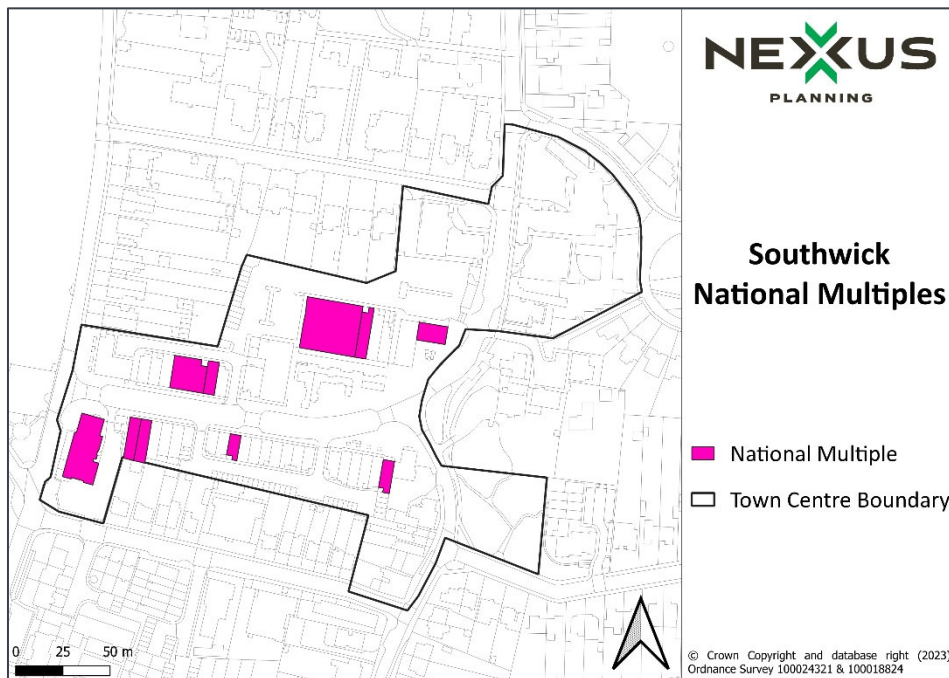 NEXUS
PLANNING
Southwick
National Multiples
National Multiple
Town Centre Boundary
0 25 50 m
© Crown Copyright and database right (2023)
Ordnance Survey 100024321 & 100018824